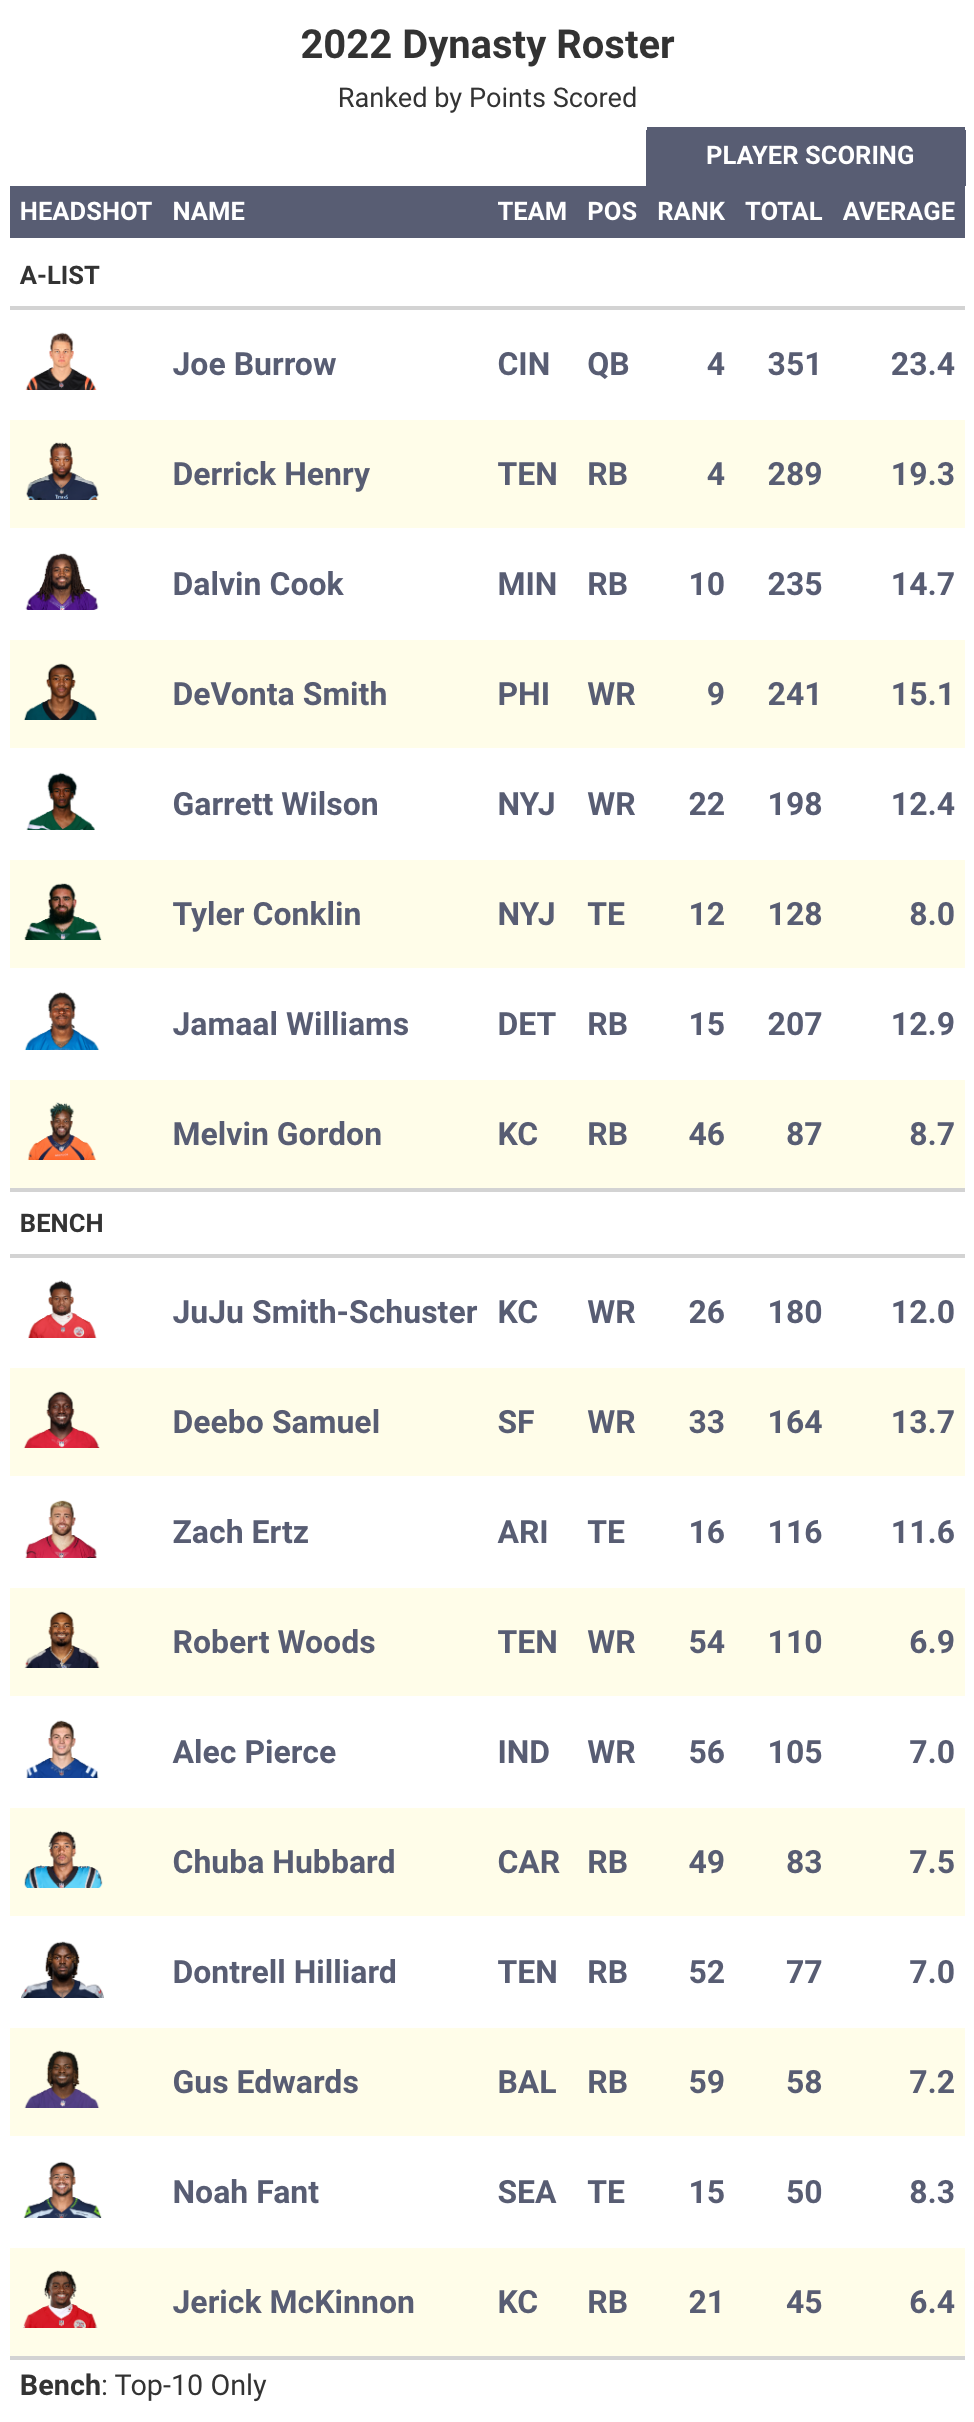 2022 Dynasty Roster
Ranked by Points Scored
PLAYER SCORING
HEADSHOT NAME TEAM POS RANK TOTAL AVERAGE
A-LIST
Joe Burrow CIN QB 4 351 23.4
Derrick Henry TEN RB 4 289 19.3
Dalvin Cook MIN RB 10 235 14.7
DeVonta Smith PHI WR 9 241 15.1
Garrett Wilson NYJ WR 22 198 12.4
Tyler Conklin NYJ TE 12 128 8.0
Jamaal Williams DET RB 15 207 12.9
Melvin Gordon KC RB 46 87 8.7
BENCH
JuJu Smith-Schuster KC WR 26 180 12.0
Deebo Samuel SF WR 33 164 13.7
Zach Ertz ARI TE 16 116 11.6
Robert Woods TEN WR 54 110 6.9
Alec Pierce IND WR 56 105 7.0
Chuba Hubbard CAR RB 49 83 7.5
Dontrell Hilliard TEN RB 52 77 7.0
Gus Edwards BAL RB 59 58 7.2
Noah Fant SEA TE 15 50 8.3
Jerick McKinnon KC RB 21 45 6.4
Bench: Top-10 Only